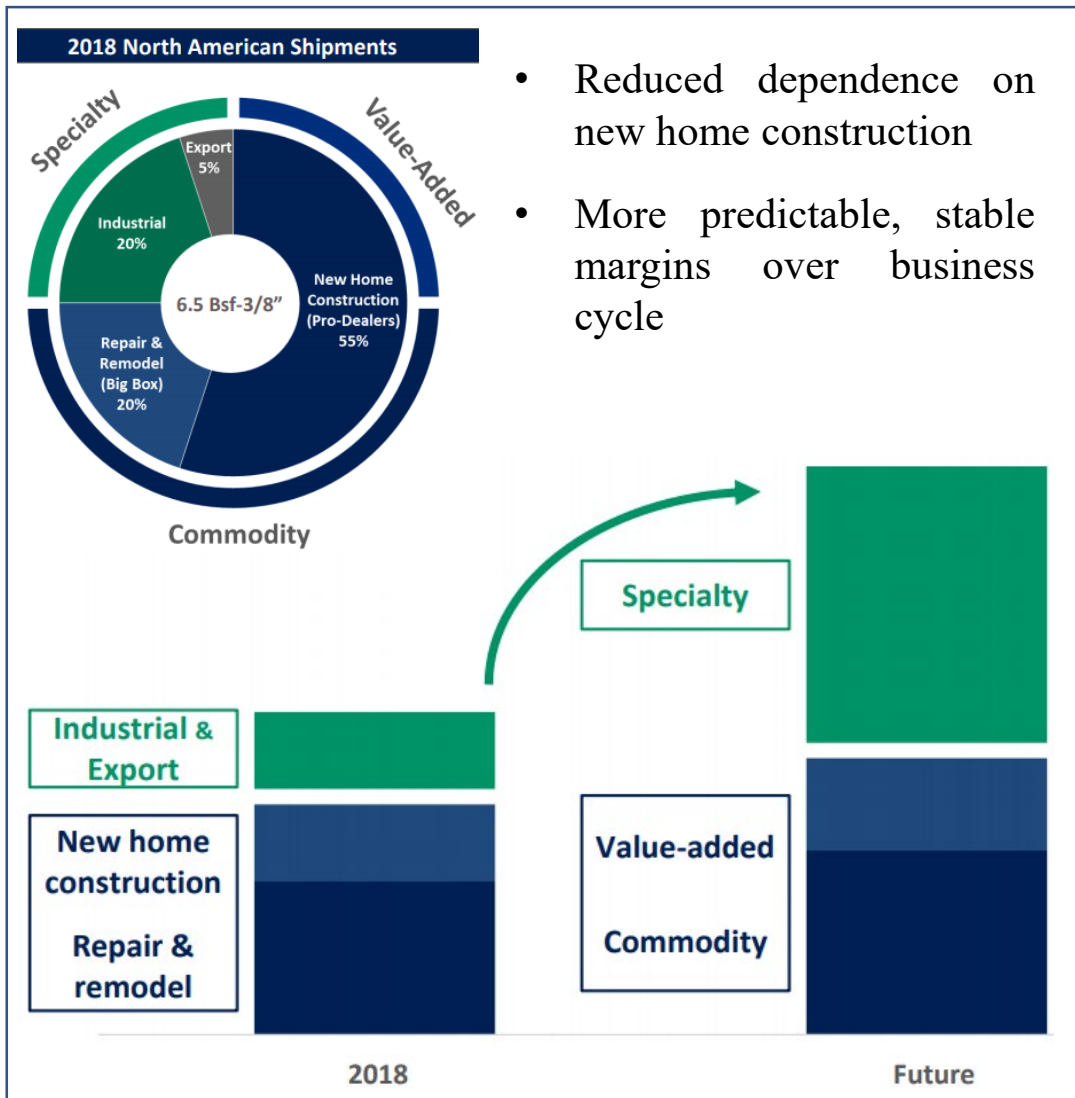 2018 North American Shipments
Specialty
Value-Added
Export
5%
Industrial
20%
New Home
Construction
(Pro-Dealers)
55%
6.5 Bsf-3/8”
Repair &
Remodel
(Big Box)
20%
Commodity
• Reduced dependence on
new home construction
• More predictable, stable
margins over business
cycle
Specialty
Industrial &
Export
New home
construction
Repair &
remodel
Value-added
Commodity
2018
Future